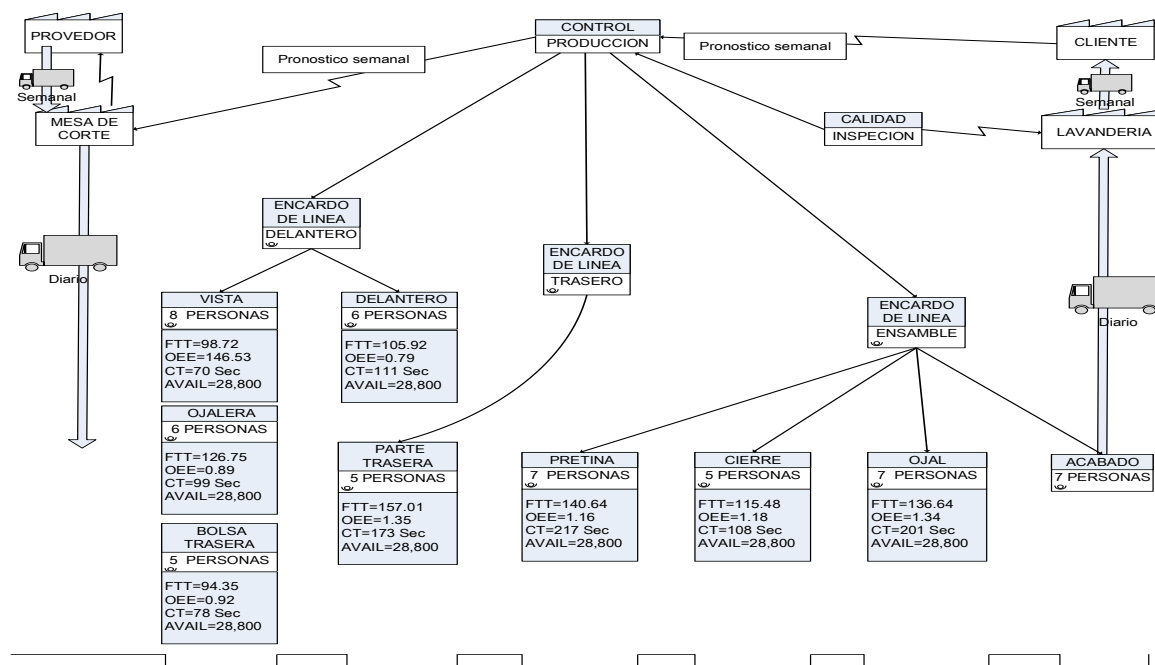 PROVEDOR
Semanal
MESA DE
CORTE
Diario
Pronostico semanal
CONTROL
PRODUCCION
Pronostico semanal
CLIENTE
Semanal
LAVANDERIA
CALIDAD
INSPECION
Diario
ENCARDO
DE LINEA
DELANTERO
ENCARDO
DE LINEA
TRASERO
ENCARDO
DE LINEA
ENSAMBLE
VISTA
8 PERSONAS
FTT=98.72
OEE=146.53
CT=70 Sec
AVAIL=28,800
DELANTERO
6 PERSONAS
FTT=105.92
OEE=0.79
CT=111 Sec
AVAIL=28,800
OJALERA
6 PERSONAS
FTT=126.75
OEE=0.89
CT=99 Sec
AVAIL=28,800
BOLSA
TRASERA
5 PERSONAS
FTT=94.35
OEE=0.92
CT=78 Sec
AVAIL=28,800
PARTE
TRASERA
5 PERSONAS
FTT=157.01
OEE=1.35
CT=173 Sec
AVAIL=28,800
PRETINA
7 PERSONAS
FTT=140.64
OEE=1.16
CT=217 Sec
AVAIL=28,800
CIERRE
5 PERSONAS
FTT=115.48
OEE=1.18
CT=108 Sec
AVAIL=28,800
OJAL
7 PERSONAS
FTT=136.64
OEE=1.34
CT=201 Sec
AVAIL=28,800
ACABADO
7 PERSONAS